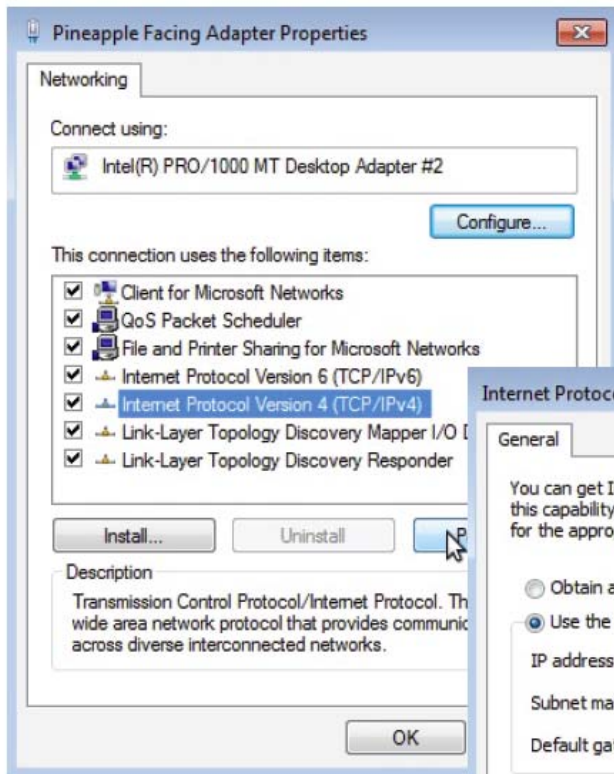 Pineapple Facing Adapter Properties
Networking
Connect using:
Intel(R) PRO/1000 MT Desktop Adapter #2
Configure...
This connection uses the following items:
Client for Microsoft Networks
QoS Packet Scheduler
File and Printer Sharing for Microsoft Networks
Internet Protocol Version 6 (TCP/IPv6)
Internet Protocol Version 4 (TCP/IPv4)
Link-Layer Topology Discovery Mapper I/O
Link-Layer Topology Discovery Responder
Install...
Uninstall
P
Description
Transmission Control Protocol/Internet Protocol. Th
wide area network protocol that provides communic
across diverse interconnected networks.
OK
Internet Protoc
General
You can get I
this capability
for the appro
Obtain a
Use the
IP address
Subnet ma
Default ga